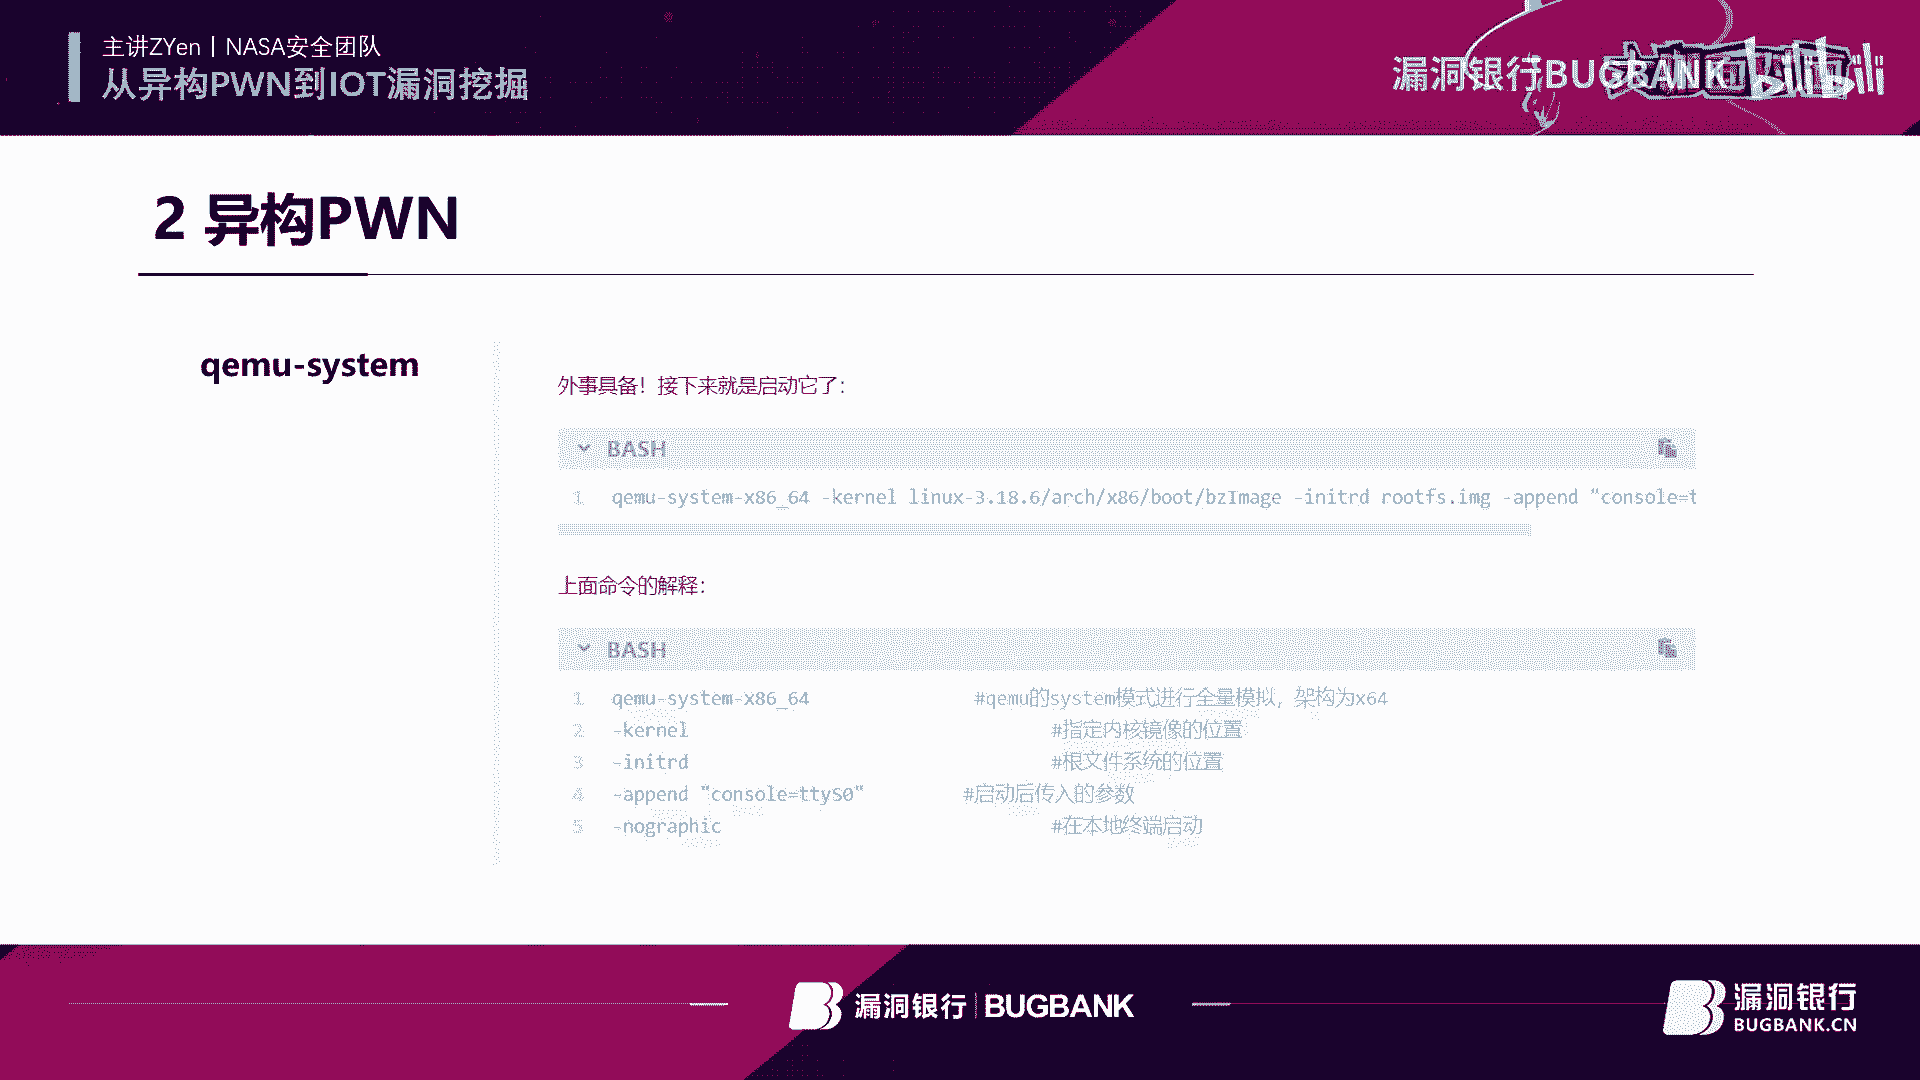 主讲ZYen丨NASA安全团队
从异构PWN到IOT漏洞挖掘
漏洞银行BUGBANK
bilibili
2 异构PWN
qemu-system
外事具备！接下来就是启动它了：
BASH
1 qemu-system-x86_64 -kernel linux-3.18.6/arch/x86/boot/bzImage -initrd rootfs.img -append "console=t
上面命令的解释：
BASH
1 qemu-system-x86_64 #qemu的system模式进行全量模拟，架构为x64
2 -kernel #指定内核镜像的位置
3 -initrd #根文件系统的位置
4 -append "console=ttyS0" #启动后传入的参数
5 -nographic #在本地终端启动
漏洞银行 | BUGBANK
漏洞银行
BUGBANK.CN